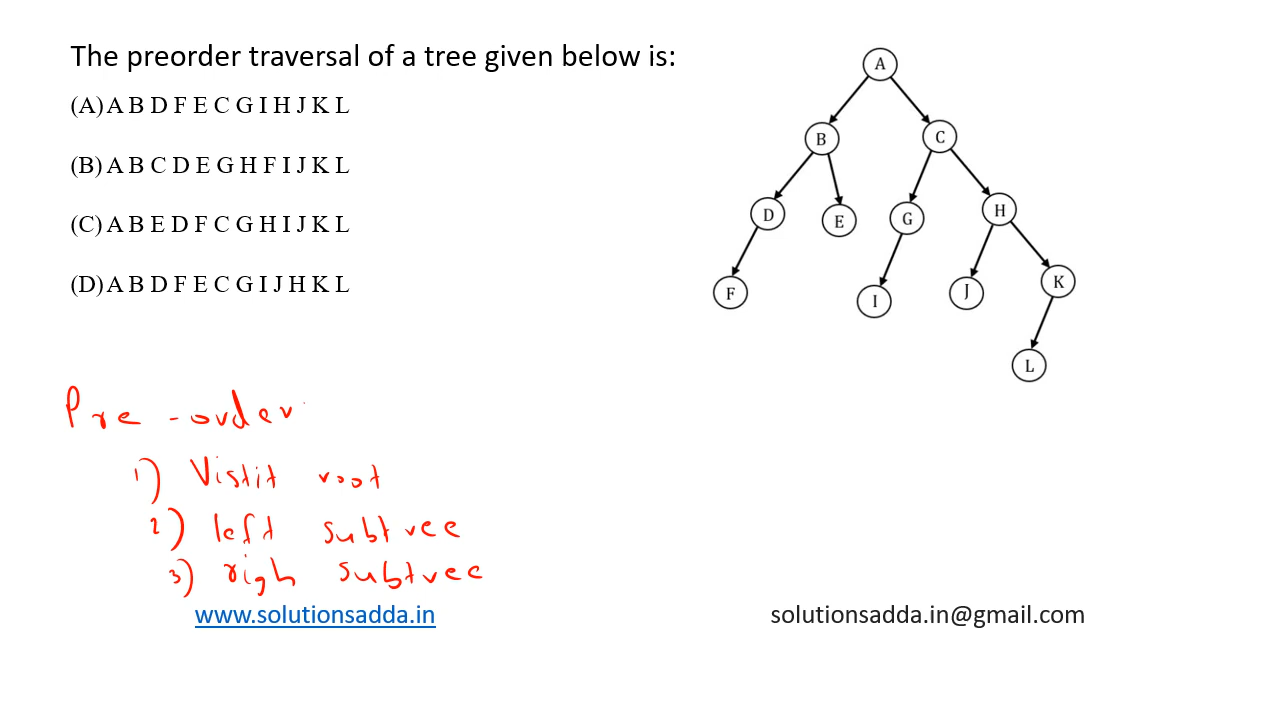 The preorder traversal of a tree given below is:
(A) A B D F E C G I H J K L
(B) A B C D E G H F I J K L
(C) A B E D F C G H I J K L
(D) A B D F E C G I J H K L
A
B
C
D
E
G
H
F
I
J
K
L
Pre-order
1) Vistit root
2) left subtree
3) righ subtree
www.solutionsadda.in
solutionsadda.in@gmail.com